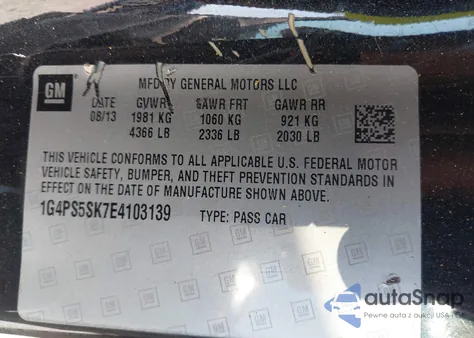 GM
MFD BY GENERAL MOTORS LLC
DATE GVWR GAWR FRT GAWR RR
08/13 1981 KG 1060 KG 921 KG
4366 LB 2336 LB 2030 LB
THIS VEHICLE CONFORMS TO ALL APPLICABLE U.S. FEDERAL MOTOR
VEHICLE SAFETY, BUMPER, AND THEFT PREVENTION STANDARDS IN
EFFECT ON THE DATE OF MANUFACTURE SHOWN ABOVE.
1G4PS5SK7E4103139 TYPE: PASS CAR
autoSnap
Pewne auta z aukcji USA